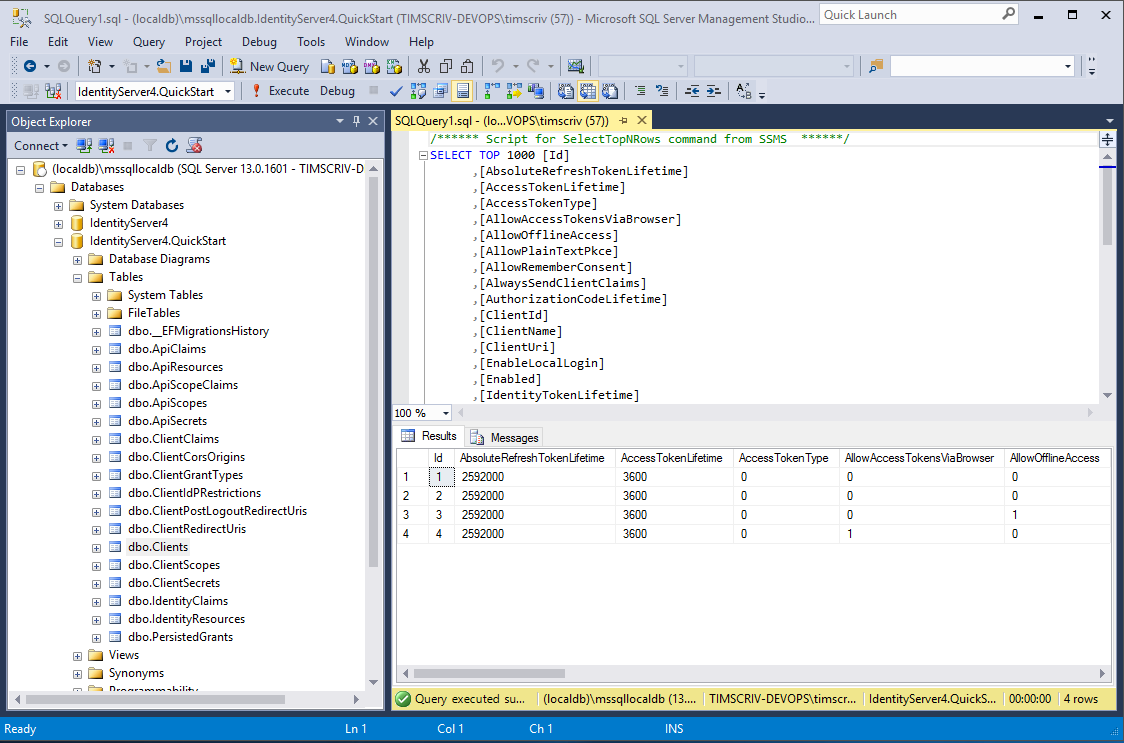 SQLQuery1.sql - (localdb)\mssqllocaldb.IdentityServer4.QuickStart (TIMSCRIV-DEVOPS\timscriv (57)) - Microsoft SQL Server Management Studio...
Quick Launch
File Edit View Query Project Debug Tools Window Help
New Query
IdentityServer4.QuickStart Execute Debug
Object Explorer
Connect
(localdb)\mssqllocaldb (SQL Server 13.0.1601 - TIMSCRIV-D
Databases
System Databases
IdentityServer4
IdentityServer4.QuickStart
Database Diagrams
Tables
System Tables
FileTables
dbo.__EFMigrationsHistory
dbo.ApiClaims
dbo.ApiResources
dbo.ApiScopeClaims
dbo.ApiScopes
dbo.ApiSecrets
dbo.ClientClaims
dbo.ClientCorsOrigins
dbo.ClientGrantTypes
dbo.ClientIdPRestrictions
dbo.ClientPostLogoutRedirectUris
dbo.ClientRedirectUris
dbo.Clients
dbo.ClientScopes
dbo.ClientSecrets
dbo.IdentityClaims
dbo.IdentityResources
dbo.PersistedGrants
Views
Synonyms
Programmability
SQLQuery1.sql - (lo...VOPS\timscriv (57))
/****** Script for SelectTopNRows command from SSMS ******/
SELECT TOP 1000 [Id]
,[AbsoluteRefreshTokenLifetime]
,[AccessTokenLifetime]
,[AccessTokenType]
,[AllowAccessTokensViaBrowser]
,[AllowOfflineAccess]
,[AllowPlainTextPkce]
,[AllowRememberConsent]
,[AlwaysSendClientClaims]
,[AuthorizationCodeLifetime]
,[ClientId]
,[ClientName]
,[ClientUri]
,[EnableLocalLogin]
,[Enabled]
,[IdentityTokenLifetime]
100 %
Results Messages
Id AbsoluteRefreshTokenLifetime AccessTokenLifetime AccessTokenType AllowAccessTokensViaBrowser AllowOfflineAccess
1 1 2592000 3600 0 0 0
2 2 2592000 3600 0 0 0
3 3 2592000 3600 0 0 1
4 4 2592000 3600 0 1 0
Query executed su... (localdb)\mssqllocaldb (13.... TIMSCRIV-DEVOPS\timscr... IdentityServer4.QuickS... 00:00:00 4 rows
Ready Ln 1 Col 1 Ch 1 INS